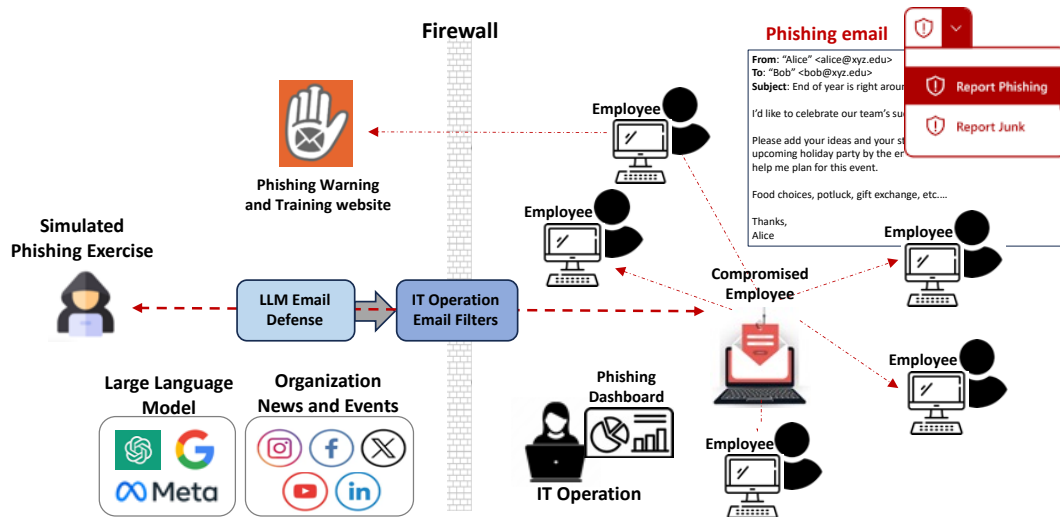 Firewall
Phishing email
From: “Alice” <alice@xyz.edu>
To: “Bob” <bob@xyz.edu>
Subject: End of year is right
I’d like to celebrate our team’s
Please add your ideas and your
upcoming holiday party by the
help me plan for this event.
Food choices, potluck, gift exchange, etc....
Thanks,
Alice
Report Phishing
Report Junk
Employee
Phishing Warning
and Training website
Employee
Employee
Simulated
Phishing Exercise
Compromised
Employee
LLM Email
Defense
IT Operation
Email Filters
Employee
Large Language
Model
Organization
News and Events
Phishing
Dashboard
Employee
IT Operation
G
f
X
in
Meta